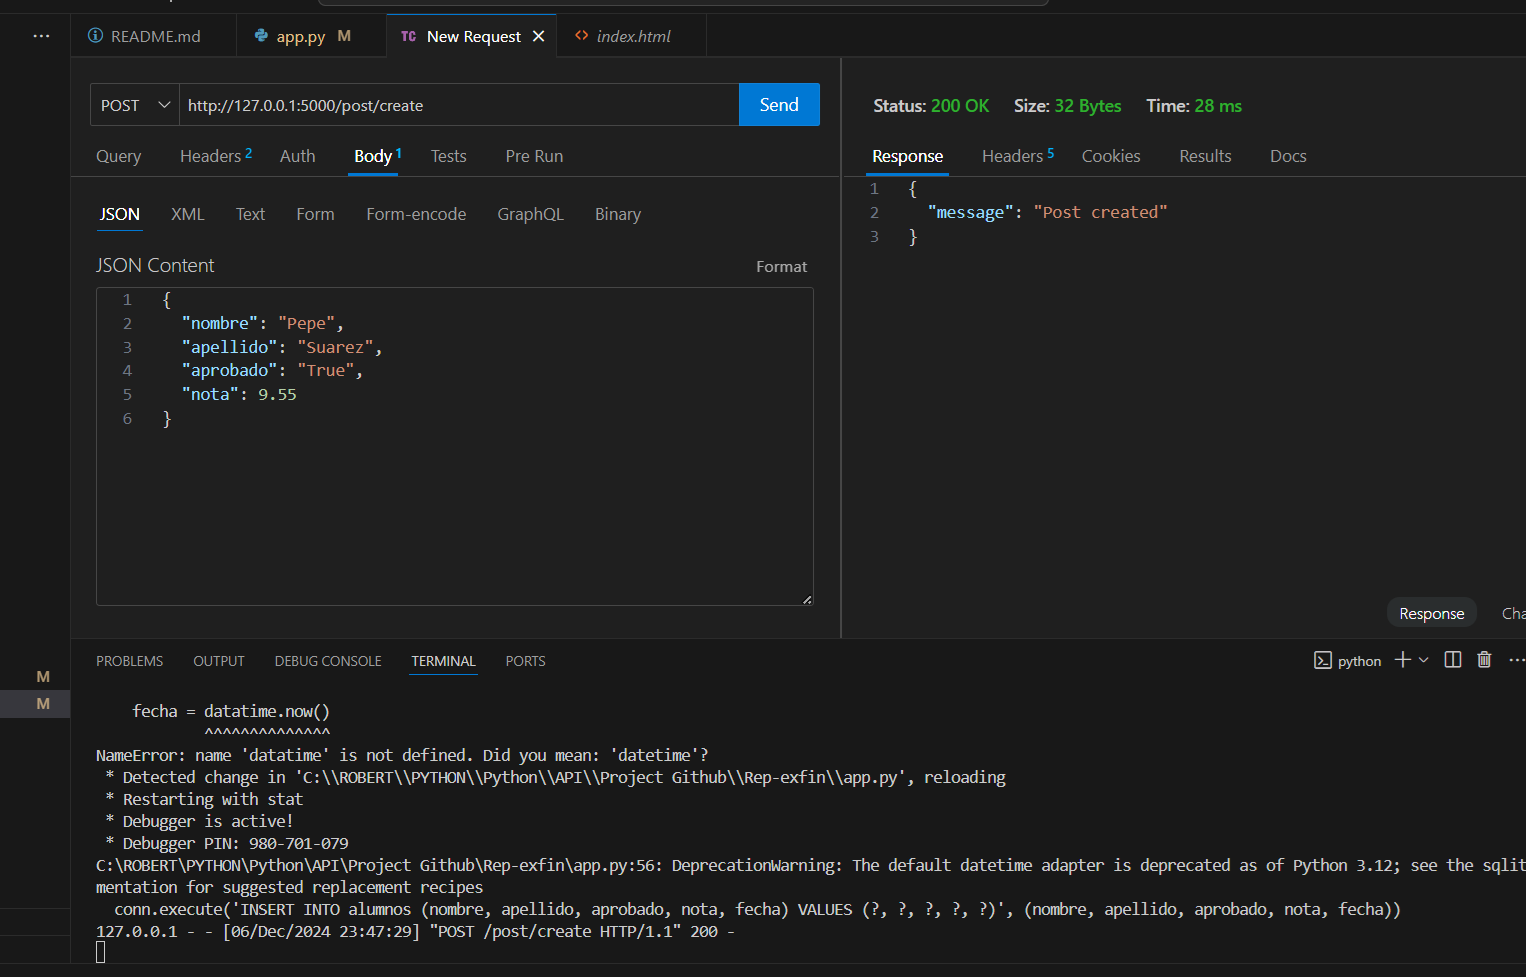 README.md
app.py M
TC New Request
index.html
POST http://127.0.0.1:5000/post/create Send
Query Headers 2 Auth Body 1 Tests Pre Run
JSON XML Text Form Form-encode GraphQL Binary
JSON Content Format
1 {
2 "nombre": "Pepe",
3 "apellido": "Suarez",
4 "aprobado": "True",
5 "nota": 9.55
6 }
Status: 200 OK Size: 32 Bytes Time: 28 ms
Response Headers 5 Cookies Results Docs
1 {
2 "message": "Post created"
3 }
Response Cha
M
M
PROBLEMS OUTPUT DEBUG CONSOLE TERMINAL PORTS
python
fecha = datatime.now()
^^^^^^^^^^^^^^
NameError: name 'datatime' is not defined. Did you mean: 'datetime'?
* Detected change in 'C:\\ROBERT\\PYTHON\\Python\\API\\Project Github\\Rep-exfin\\app.py', reloading
* Restarting with stat
* Debugger is active!
* Debugger PIN: 980-701-079
C:\ROBERT\PYTHON\Python\API\Project Github\Rep-exfin\app.py:56: DeprecationWarning: The default datetime adapter is deprecated as of Python 3.12; see the sqlit
mentation for suggested replacement recipes
conn.execute('INSERT INTO alumnos (nombre, apellido, aprobado, nota, fecha) VALUES (?, ?, ?, ?, ?)', (nombre, apellido, aprobado, nota, fecha))
127.0.0.1 - - [06/Dec/2024 23:47:29] "POST /post/create HTTP/1.1" 200 -